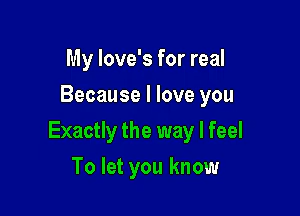 My love's for real
Because I love you
Exactly the way I feel
To let you know